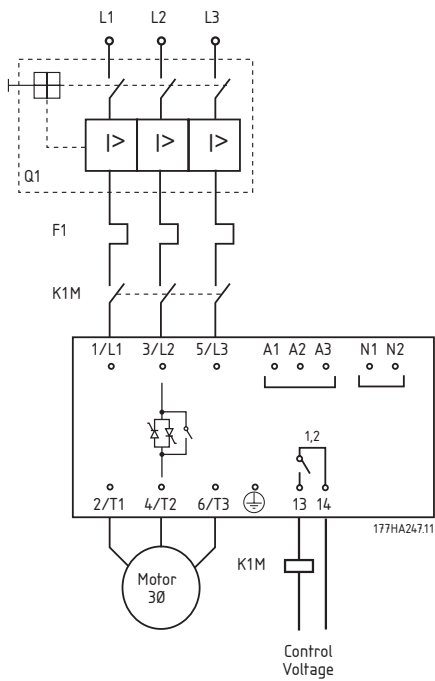 L1 L2 L3
I> I> I>
Q1
F1
K1M
1/L1 3/L2 5/L3 A1 A2 A3 N1 N2
1,2
2/T1 4/T2 6/T3 13 14
177HA247.11
Motor
3Ø
K1M
Control
Voltage